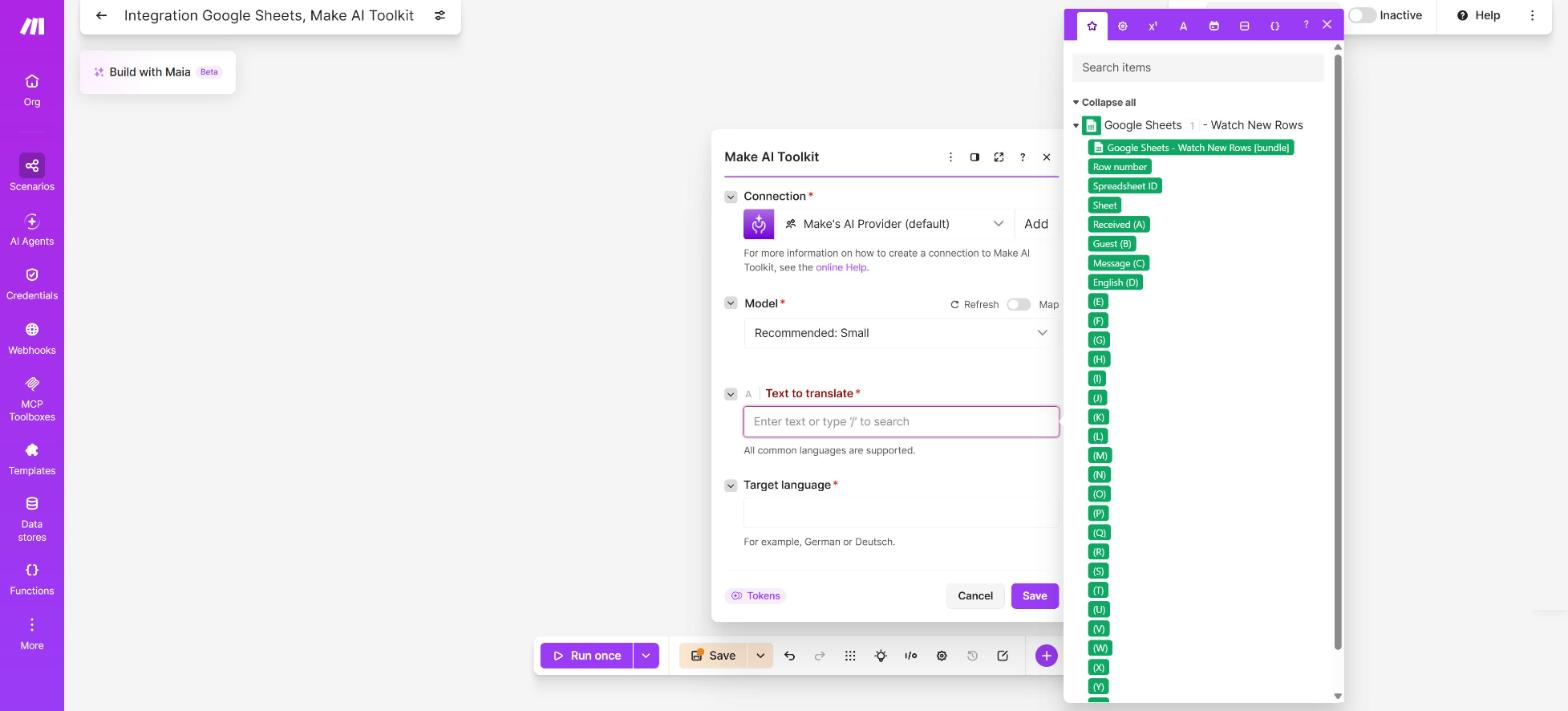 Integration Google Sheets, Make AI Toolkit
Inactive
Help
Build with Maia Beta
Org
Scenarios
AI Agents
Credentials
Webhooks
MCP
Toolboxes
Templates
Data
stores
Functions
More
Make AI Toolkit
?
Connection *
Make's AI Provider (default)
Add
For more information on how to create a connection to Make AI
Toolkit, see the online Help.
Model *
Refresh
Map
Recommended: Small
A
Text to translate *
Enter text or type '/' to search
All common languages are supported.
Target language *
For example, German or Deutsch.
Tokens
Cancel
Save
Run once
Save
?
Search items
Collapse all
Google Sheets 1 - Watch New Rows
Google Sheets - Watch New Rows [bundle]
Row number
Spreadsheet ID
Sheet
Received (A)
Guest (B)
Message (C)
English (D)
(E)
(F)
(G)
(H)
(I)
(J)
(K)
(L)
(M)
(N)
(O)
(P)
(Q)
(R)
(S)
(T)
(U)
(V)
(W)
(X)
(Y)